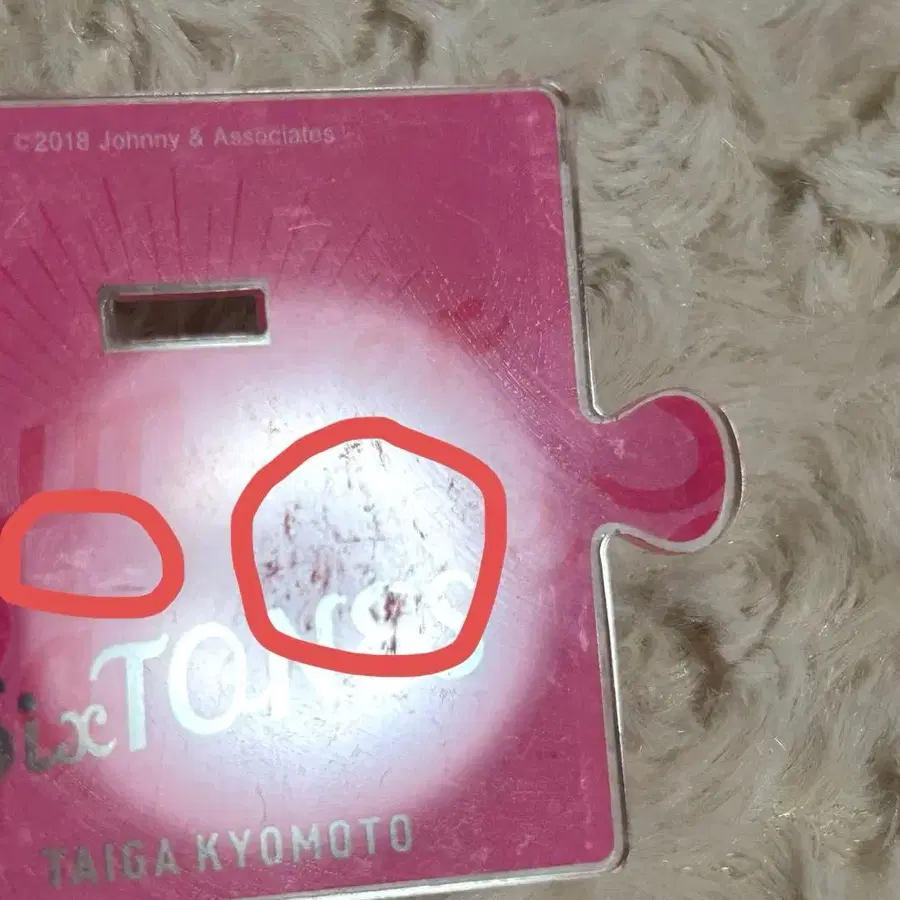 ©2018 Johnny & Associates
SixTONES
TAIGA KYOMOTO